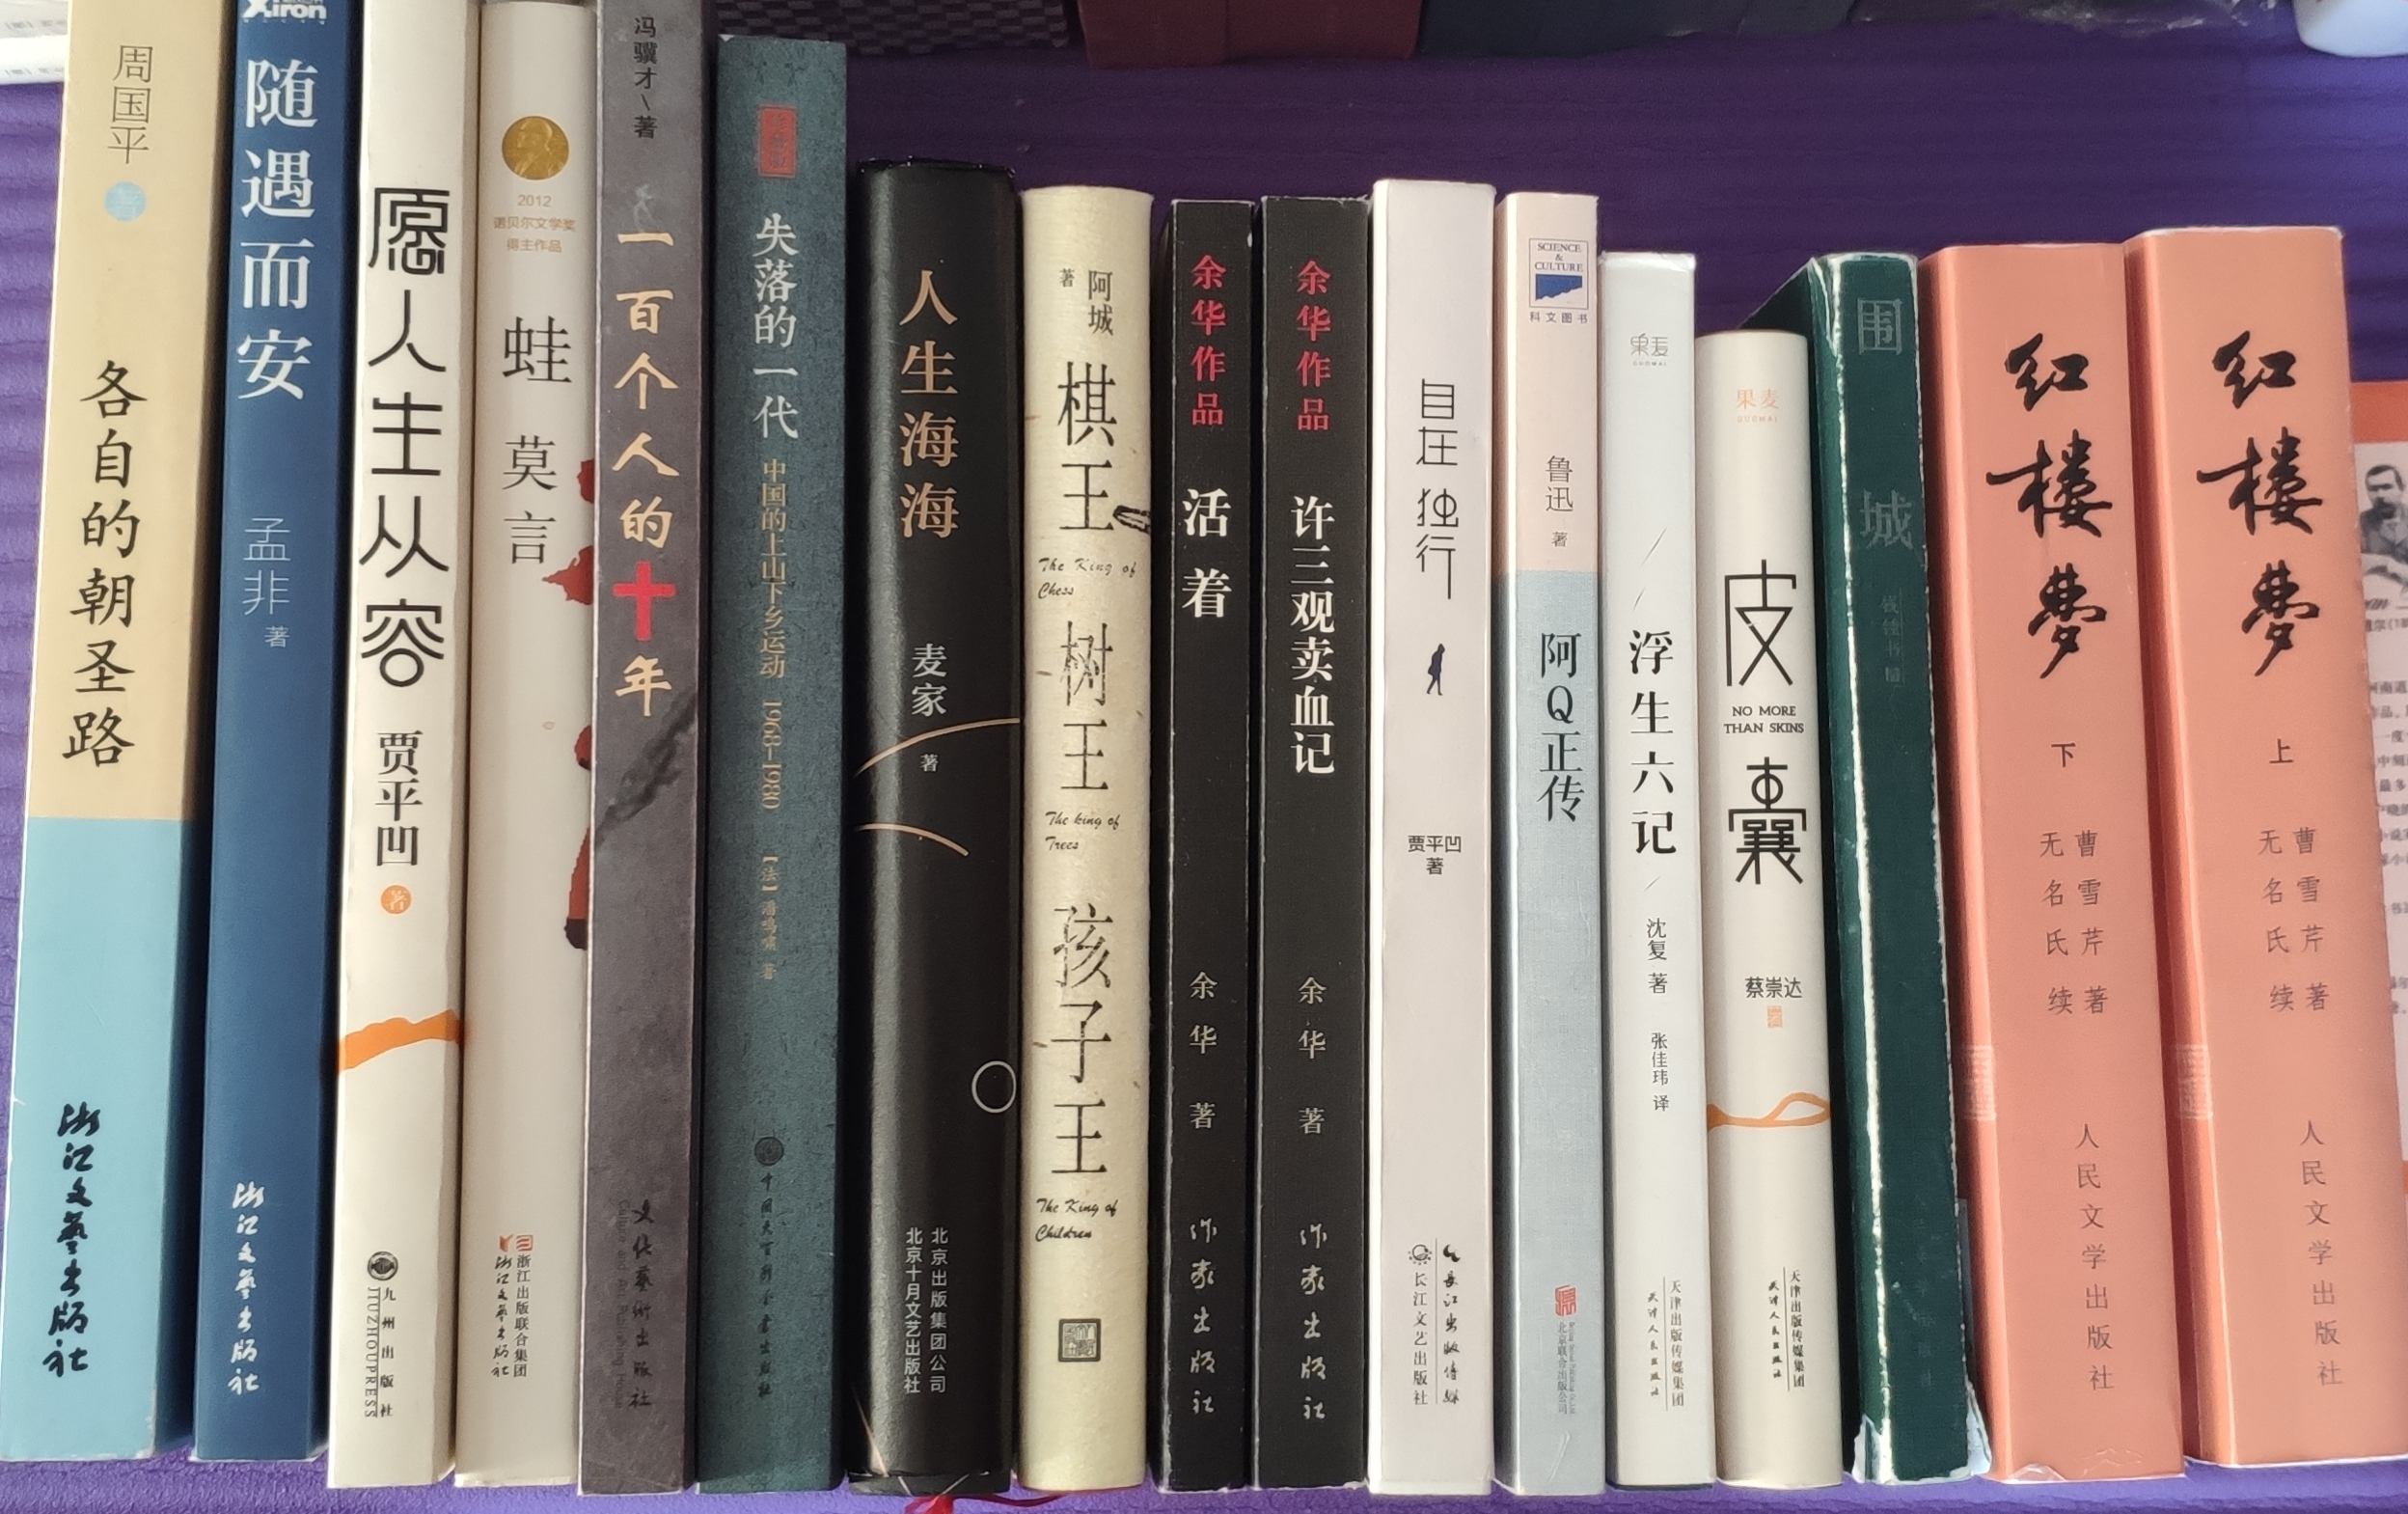 周国平
著
各自的朝圣路
浙江文艺出版社
Xiron
随遇而安
孟非
著
浙江文艺出版社
愿人生从容
贾平凹
著
九州出版社
JIUZHOUPRESS
2012
诺贝尔文学奖
得主作品
蛙
莫言
浙江出版联合集团
浙江文艺出版社
冯骥才\著
一百个人的十年
文化艺术出版社
失落的一代
中国的上山下乡运动
1968-1980
【法】潘鸣啸 著
中国大百科全书出版社
人生海海
麦家
著
北京出版集团公司
北京十月文艺出版社
阿城
著
棋王
The King of
Chess
树王
The king of
Trees
孩子王
The King of
Children
余华作品
活着
余华 著
作家出版社
余华作品
许三观卖血记
余华 著
作家出版社
自在独行
贾平凹
著
长江出版传媒
长江文艺出版社
SCIENCE
&
CULTURE
科文图书
鲁迅
著
阿Q正传
北京联合出版公司
果麦
GUOMAI
浮生六记
沈复 著
张佳玮 译
天津出版传媒集团
天津人民出版社
果麦
GUOMAI
皮
NO MORE
THAN SKINS
囊
蔡崇达
著
天津出版传媒集团
天津人民出版社
围城
钱锺书 著
红楼梦
下
曹雪芹 著
无名氏 续
人民文学出版社
红楼梦
上
曹雪芹 著
无名氏 续
人民文学出版社